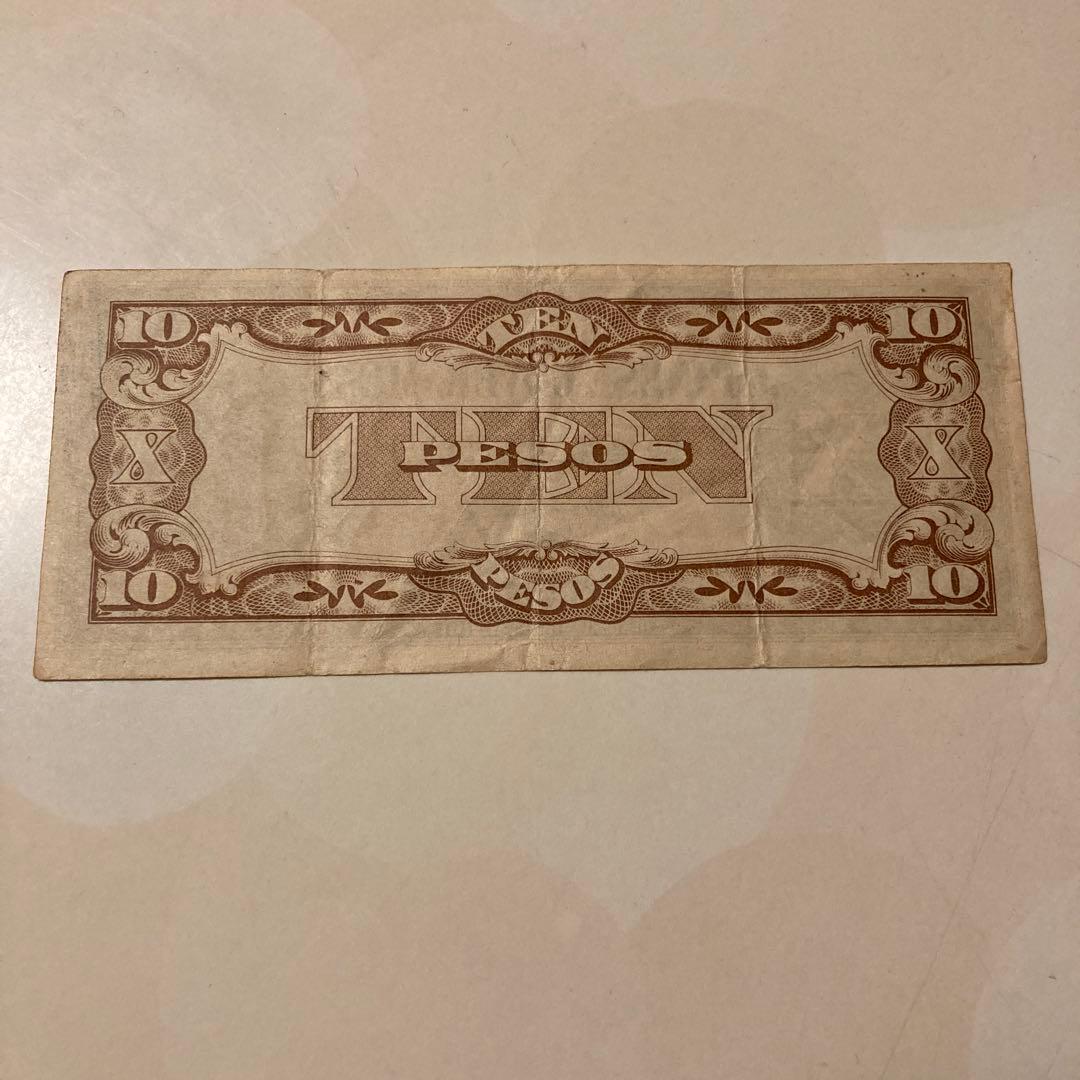 10 TEN 10
TEN
X PESOS X
PESOS
10 10